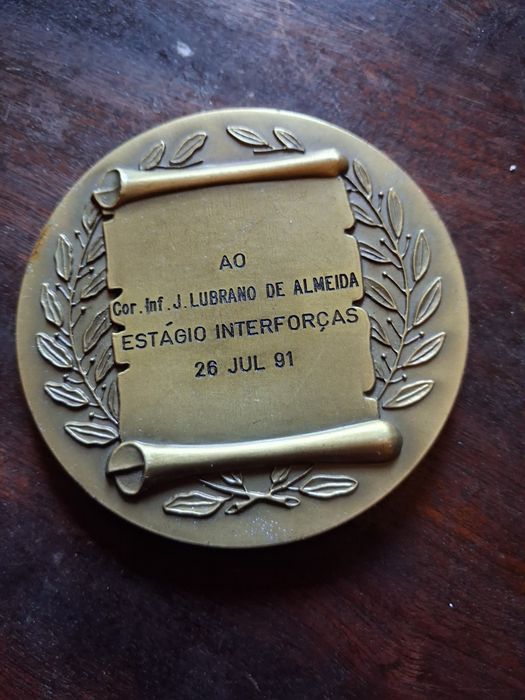 AO
Cor. Inf. J. LUBRANO DE ALMEIDA
ESTÁGIO INTERFORÇAS
26 JUL 91